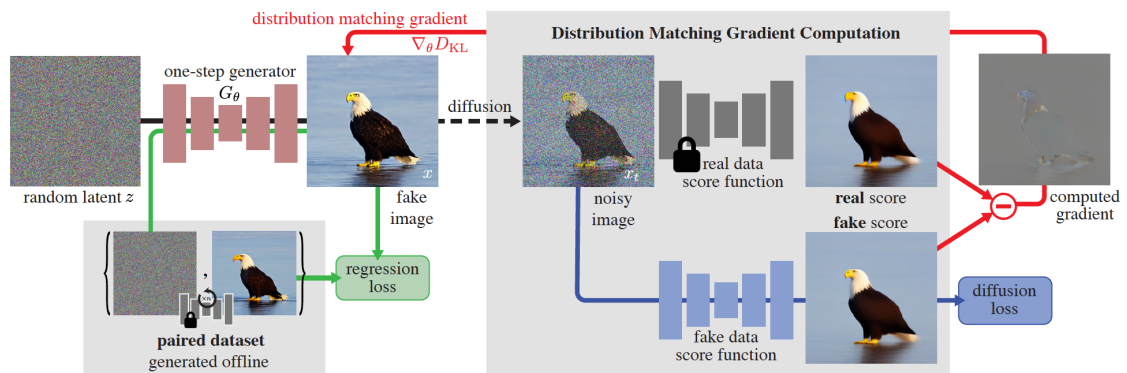 distribution matching gradient
∇θDKL
Distribution Matching Gradient Computation
one-step generator
Gθ
diffusion
x
xt
random latent z
fake
image
noisy
image
real data
score function
real score
fake score
computed
gradient
regression
loss
{ , }
paired dataset
generated offline
fake data
score function
diffusion
loss